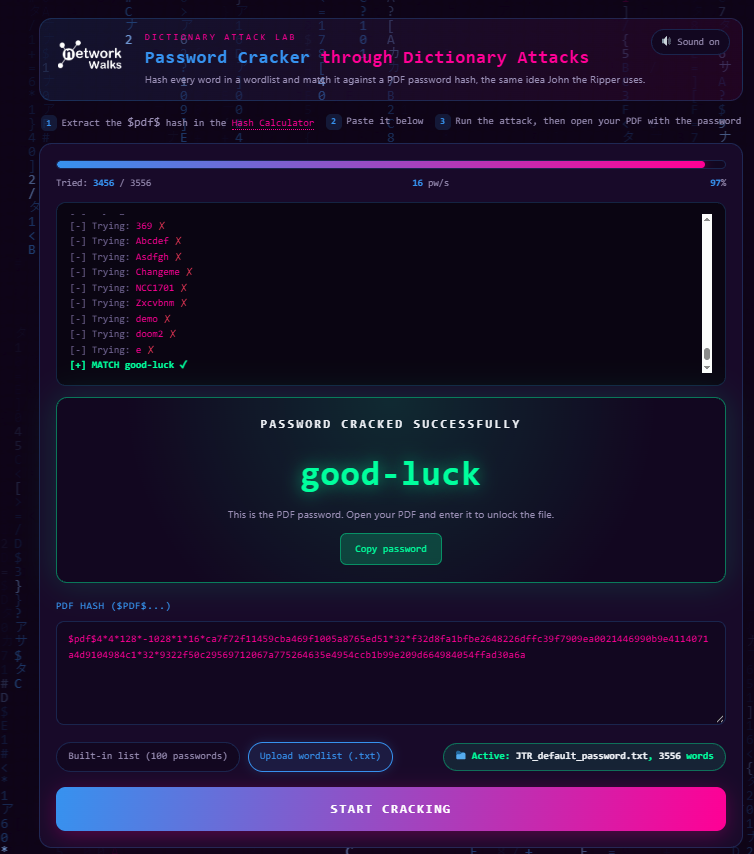 network
Walks
DICTIONARY ATTACK LAB
Password Cracker through Dictionary Attacks
Hash every word in a wordlist and match it against a PDF password hash, the same idea John the Ripper uses.
Sound on
1 Extract the $pdf$ hash in the Hash Calculator 2 Paste it below 3 Run the attack, then open your PDF with the password
Tried: 3456 / 3556 16 pw/s 97%
[-] Trying: 369 ✗
[-] Trying: Abcdef ✗
[-] Trying: Asdfgh ✗
[-] Trying: Changeme ✗
[-] Trying: NCC1701 ✗
[-] Trying: Zxcvbnm ✗
[-] Trying: demo ✗
[-] Trying: doom2 ✗
[-] Trying: e ✗
[+] MATCH good-luck ✓
PASSWORD CRACKED SUCCESSFULLY
good-luck
This is the PDF password. Open your PDF and enter it to unlock the file.
Copy password
PDF HASH ($PDF$...)
$pdf$4*4*128*-1028*1*16*ca7f72f11459cba469f1005a8765ed51*32*f32d8fa1bfbe2648226dffc39f7909ea0021446990b9e4114071
a4d9104984c1*32*9322f50c29569712067a775264635e4954ccb1b99e209d664984054ffad30a6a
Built-in list (100 passwords) Upload wordlist (.txt) Active: JTR_default_password.txt, 3556 words
START CRACKING